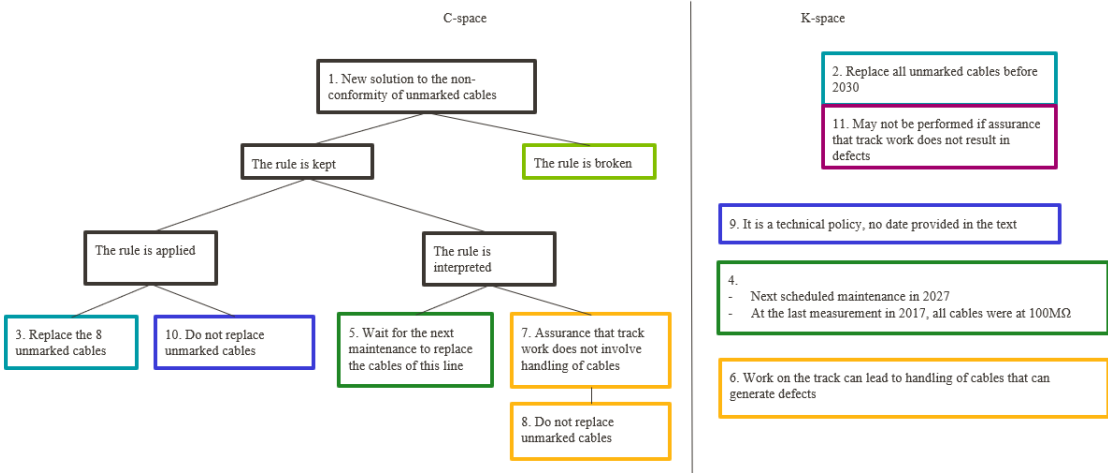 C-space
K-space
1. New solution to the non-
conformity of unmarked cables
The rule is kept
The rule is broken
The rule is applied
The rule is
interpreted
3. Replace the 8
unmarked cables
10. Do not replace
unmarked cables
5. Wait for the next
maintenance to replace
the cables of this line
7. Assurance that track
work does not involve
handling of cables
8. Do not replace
unmarked cables
2. Replace all unmarked cables before
2030
11. May not be performed if assurance
that track work does not result in
defects
9. It is a technical policy, no date provided in the text
4.
- Next scheduled maintenance in 2027
- At the last measurement in 2017, all cables were at 100MΩ
6. Work on the track can lead to handling of cables that can
generate defects